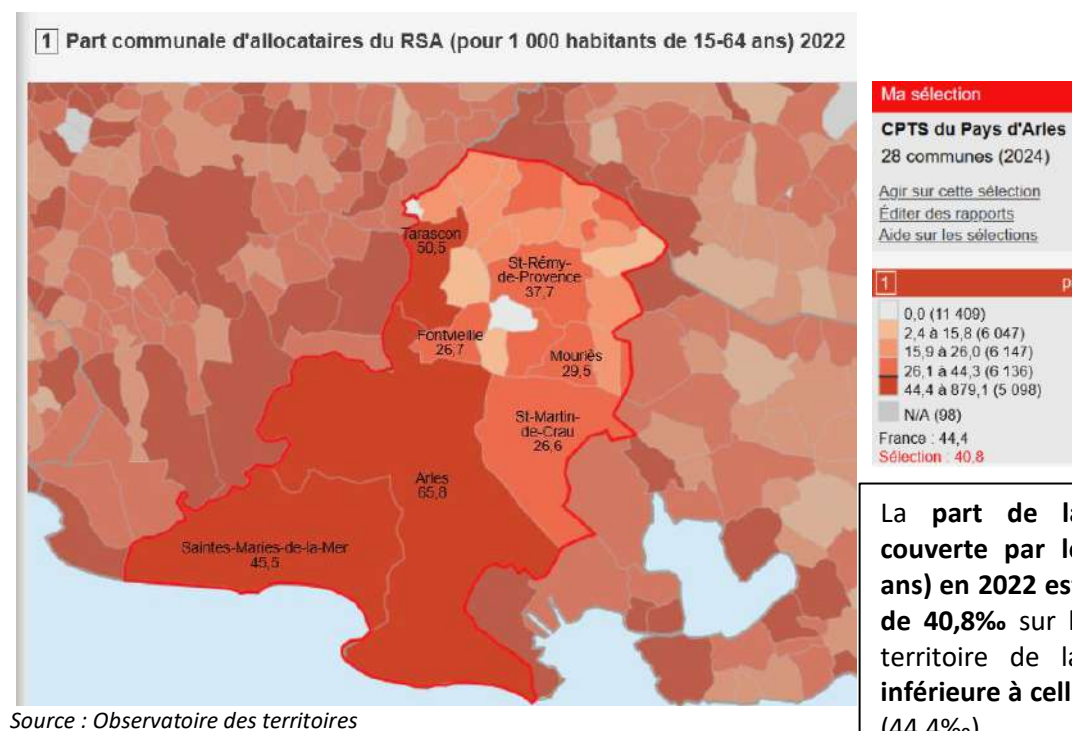 1 Part communale d'allocataires du RSA (pour 1 000 habitants de 15-64 ans) 2022
Tarascon
50,5
St-Rémy-
de-Provence
37,7
Fontvieille
26,7
Mouriès
29,5
St-Martin-
de-Crau
26,6
Arles
65,8
Saintes-Maries-de-la-Mer
45,5
Source : Observatoire des territoires
Ma sélection
CPTS du Pays d'Arles
28 communes (2024)
Agir sur cette sélection
Éditer des rapports
Aide sur les sélections
1 p
0,0 (11 409)
2,4 à 15,8 (6 047)
15,9 à 26,0 (6 147)
26,1 à 44,3 (6 136)
44,4 à 879,1 (5 098)
N/A (98)
France : 44,4
Sélection : 40,8
La part de la
couverte par le
ans) en 2022 est
de 40,8‰ sur l
territoire de la
inférieure à cell
(44,4‰)